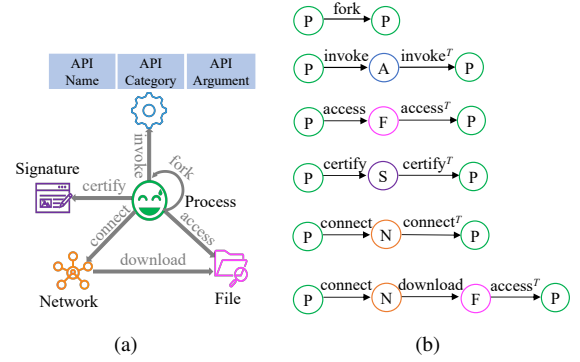 API Name
API Category
API Argument
invoke
fork
Signature
certify
Process
connect
access
download
Network
File
(a)
P fork P
P invoke A invoke^T P
P access F access^T P
P certify S certify^T P
P connect N connect^T P
P connect N download F access^T P
(b)